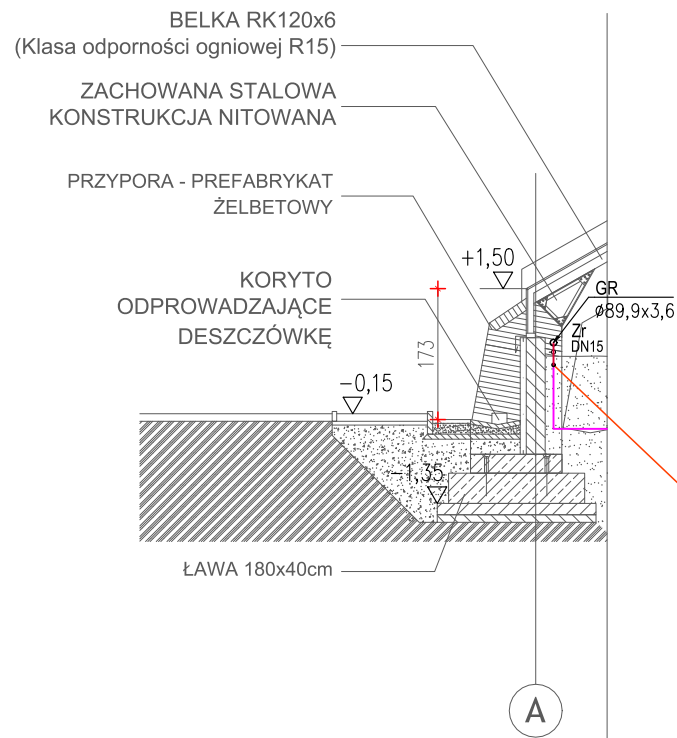 BELKA RK120x6
(Klasa odporności ogniowej R15)
ZACHOWANA STALOWA
KONSTRUKCJA NITOWANA
PRZYPORA - PREFABRYKAT
ŻELBETOWY
+1,50
KORYTO
ODPROWADZAJĄCE
DESZCZÓWKĘ
GR
ø89,9x3,6
Zr
DN15
173
-0,15
-1,35
ŁAWA 180x40cm
A